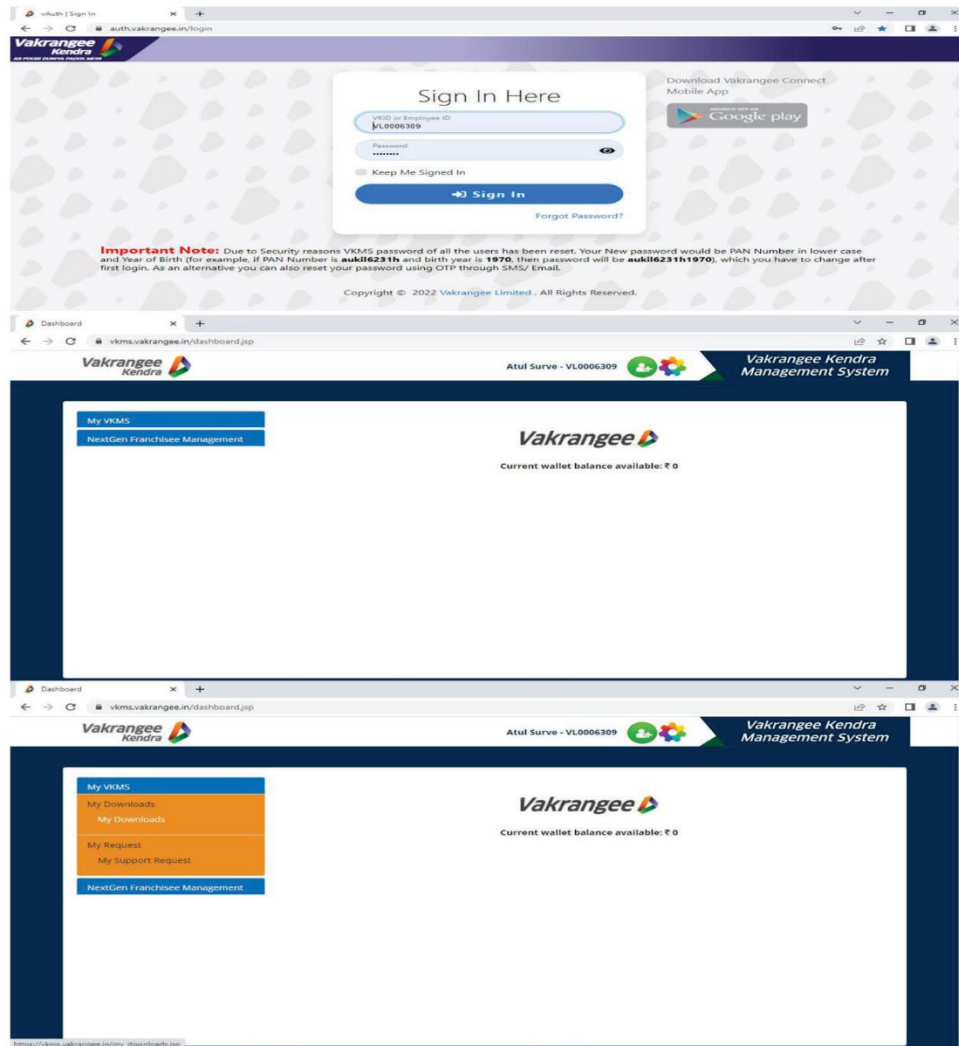 vAuth | Sign In
auth.vakrangee.in/login
Vakrangee
Kendra
Sign In Here
VKID or Employee ID
VL0006309
Password
••••••••
Keep Me Signed In
Sign In
Forgot Password?
Download Vakrangee Connect
Mobile App
Google play
Important Note: Due to Security reasons VKMS password of all the users has been reset. Your New password would be PAN Number in lower case
and Year of Birth (for example, if PAN Number is aukil6231h and birth year is 1970, then password will be aukil6231h1970), which you have to change after
first login. As an alternative you can also reset your password using OTP through SMS/ Email.
Copyright © 2022 Vakrangee Limited . All Rights Reserved.
Dashboard
vkms.vakrangee.in/dashboard.jsp
Vakrangee
Kendra
Atul Surve - VL0006309
Vakrangee Kendra
Management System
My VKMS
NextGen Franchisee Management
Vakrangee
Current wallet balance available: ₹ 0
Dashboard
vkms.vakrangee.in/dashboard.jsp
Vakrangee
Kendra
Atul Surve - VL0006309
Vakrangee Kendra
Management System
My VKMS
My Downloads
My Downloads
My Request
My Support Request
NextGen Franchisee Management
Vakrangee
Current wallet balance available: ₹ 0
https://vkms.vakrangee.in/my_downloads.jsp